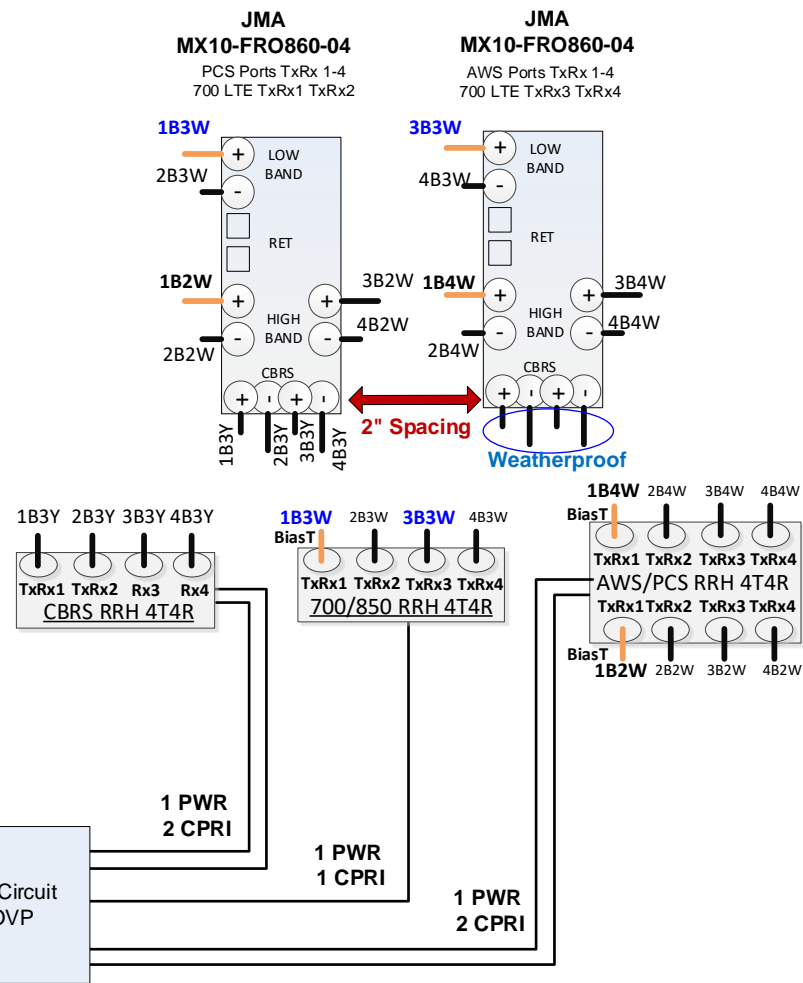 JMA
MX10-FRO860-04
PCS Ports TxRx 1-4
700 LTE TxRx1 TxRx2
1B3W
+
LOW
BAND
2B3W
-
RET
1B2W
+
+
3B2W
HIGH
BAND
2B2W
-
-
4B2W
CBRS
+
-
+
-
1B3Y
2B3Y
3B3Y
4B3Y
JMA
MX10-FRO860-04
AWS Ports TxRx 1-4
700 LTE TxRx3 TxRx4
3B3W
+
LOW
BAND
4B3W
-
RET
1B4W
+
+
3B4W
HIGH
BAND
2B4W
-
-
4B4W
CBRS
+
-
+
-
2" Spacing
Weatherproof
1B3Y 2B3Y 3B3Y 4B3Y
TxRx1 TxRx2 Rx3 Rx4
CBRS RRH 4T4R
1B3W 2B3W 3B3W 4B3W
BiasT
TxRx1 TxRx2 TxRx3 TxRx4
700/850 RRH 4T4R
1B4W 2B4W 3B4W 4B4W
BiasT
TxRx1 TxRx2 TxRx3 TxRx4
AWS/PCS RRH 4T4R
TxRx1 TxRx2 TxRx3 TxRx4
BiasT
1B2W 2B2W 3B2W 4B2W
1 PWR
2 CPRI
1 PWR
1 CPRI
1 PWR
2 CPRI
Circuit
OVP